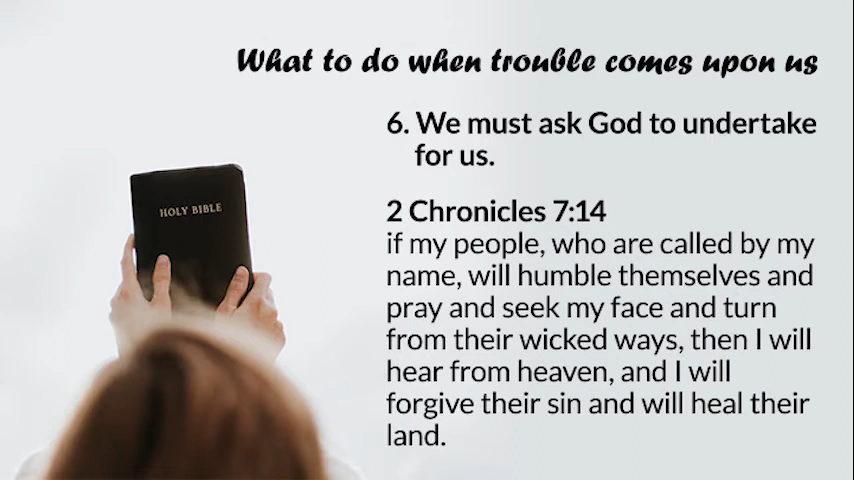 What to do when trouble comes upon us
6. We must ask God to undertake
for us.
HOLY BIBLE
2 Chronicles 7:14
if my people, who are called by my
name, will humble themselves and
pray and seek my face and turn
from their wicked ways, then I will
hear from heaven, and I will
forgive their sin and will heal their
land.